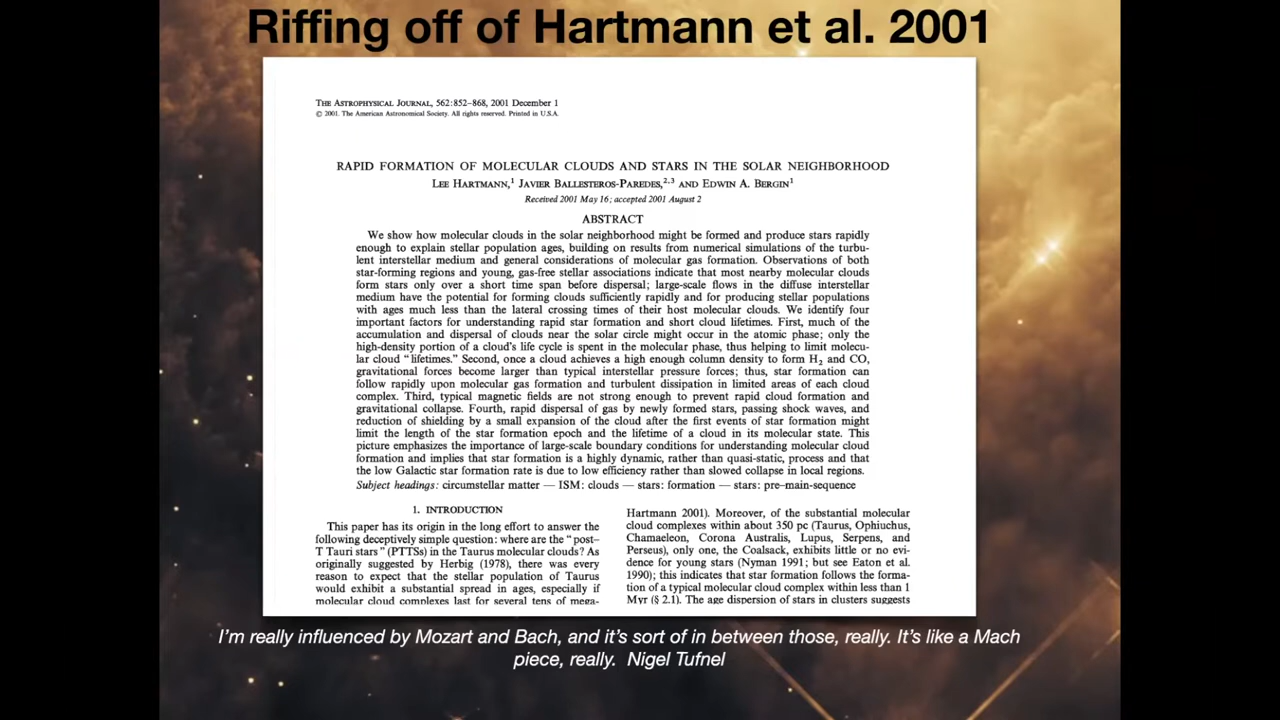 Riffing off of Hartmann et al. 2001
THE ASTROPHYSICAL JOURNAL, 562:852–868, 2001 December 1
© 2001. The American Astronomical Society. All rights reserved. Printed in U.S.A.
RAPID FORMATION OF MOLECULAR CLOUDS AND STARS IN THE SOLAR NEIGHBORHOOD
LEE HARTMANN,1 JAVIER BALLESTEROS-PAREDES,2,3 AND EDWIN A. BERGIN1
Received 2001 May 16; accepted 2001 August 2
ABSTRACT
We show how molecular clouds in the solar neighborhood might be formed and produce stars rapidly
enough to explain stellar population ages, building on results from numerical simulations of the turbu-
lent interstellar medium and general considerations of molecular gas formation. Observations of both
star-forming regions and young, gas-free stellar associations indicate that most nearby molecular clouds
form stars only over a short time span before dispersal; large-scale flows in the diffuse interstellar
medium have the potential for forming clouds sufficiently rapidly and for producing stellar populations
with ages much less than the lateral crossing times of their host molecular clouds. We identify four
important factors for understanding rapid star formation and short cloud lifetimes. First, much of the
accumulation and dispersal of clouds near the solar circle might occur in the atomic phase; only the
high-density portion of a cloud's life cycle is spent in the molecular phase, thus helping to limit molecu-
lar cloud “lifetimes.” Second, once a cloud achieves a high enough column density to form H2 and CO,
gravitational forces become larger than typical interstellar pressure forces; thus, star formation can
follow rapidly upon molecular gas formation and turbulent dissipation in limited areas of each cloud
complex. Third, typical magnetic fields are not strong enough to prevent rapid cloud formation and
gravitational collapse. Fourth, rapid dispersal of gas by newly formed stars, passing shock waves, and
reduction of shielding by a small expansion of the cloud after the first events of star formation might
limit the length of the star formation epoch and the lifetime of a cloud in its molecular state. This
picture emphasizes the importance of large-scale boundary conditions for understanding molecular cloud
formation and implies that star formation is a highly dynamic, rather than quasi-static, process and that
the low Galactic star formation rate is due to low efficiency rather than slowed collapse in local regions.
Subject headings: circumstellar matter — ISM: clouds — stars: formation — stars: pre–main-sequence
1. INTRODUCTION
This paper has its origin in the long effort to answer the
following deceptively simple question: where are the “post–
T Tauri stars” (PTTSs) in the Taurus molecular clouds? As
originally suggested by Herbig (1978), there was every
reason to expect that the stellar population of Taurus
would exhibit a substantial spread in ages, especially if
molecular cloud complexes last for several tens of mega-
Hartmann 2001). Moreover, of the substantial molecular
cloud complexes within about 350 pc (Taurus, Ophiuchus,
Chamaeleon, Corona Australis, Lupus, Serpens, and
Perseus), only one, the Coalsack, exhibits little or no evi-
dence for young stars (Nyman 1991; but see Eaton et al.
1990); this indicates that star formation follows the forma-
tion of a typical molecular cloud complex within less than 1
Myr (§ 2.1). The age dispersion of stars in clusters suggests
I'm really influenced by Mozart and Bach, and it's sort of in between those, really. It's like a Mach
piece, really. Nigel Tufnel